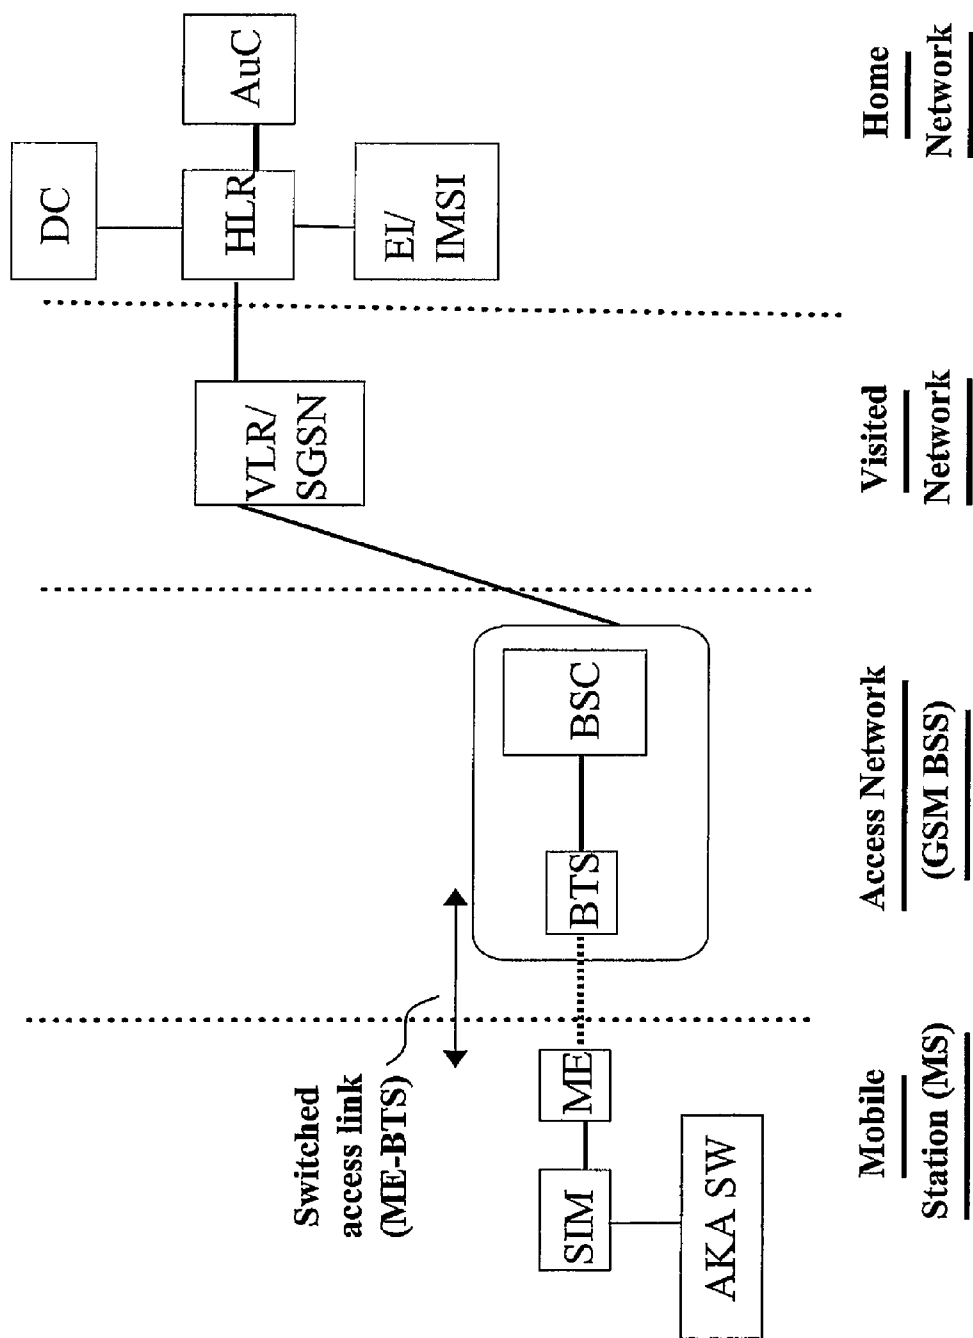 DC
AuC
HLR
EI/
IMSI
VLR/
SGSN
BSC
BTS
Switched
access link
(ME-BTS)
ME
SIM
AKA SW
Mobile
Station (MS)
Access Network
(GSM BSS)
Visited
Network
Home
Network